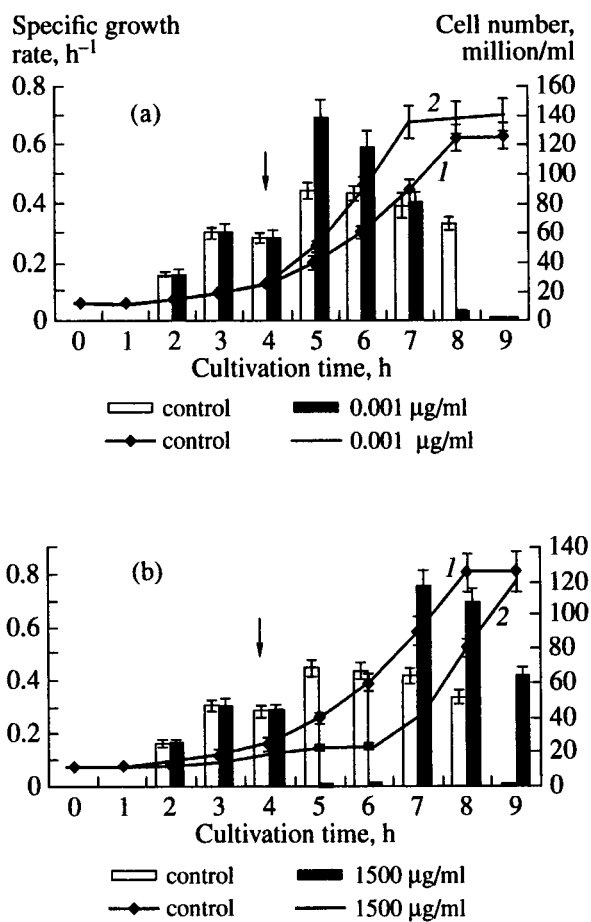 Specific growth
rate, h⁻¹
Cell number,
million/ml
0.8
0.6
0.4
0.2
0
160
140
120
100
80
60
40
20
0
(a)
2
1
0 1 2 3 4 5 6 7 8 9
Cultivation time, h
control 0.001 μg/ml
control 0.001 μg/ml
0.8
0.6
0.4
0.2
0
140
120
100
80
60
40
20
0
(b)
1
2
0 1 2 3 4 5 6 7 8 9
Cultivation time, h
control 1500 μg/ml
control 1500 μg/ml